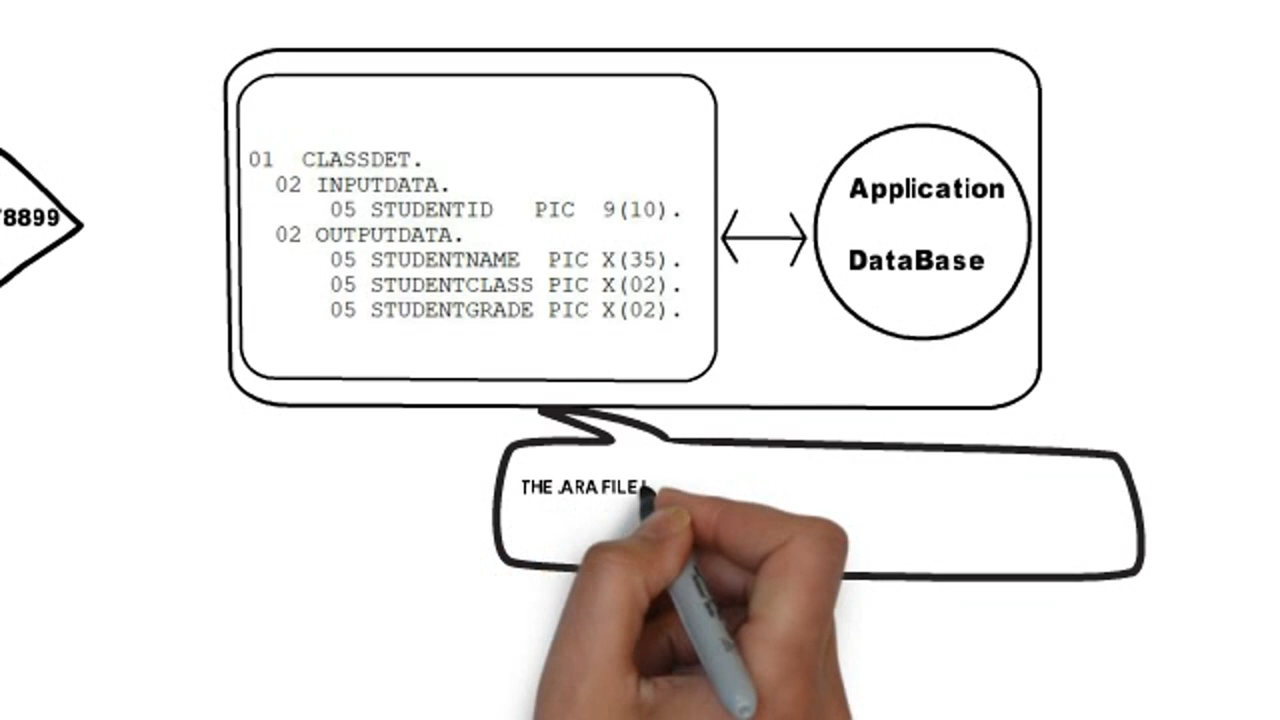 8899
01 CLASSDET.
02 INPUTDATA.
05 STUDENTID PIC 9(10).
02 OUTPUTDATA.
05 STUDENTNAME PIC X(35).
05 STUDENTCLASS PIC X(02).
05 STUDENTGRADE PIC X(02).
Application
DataBase
THE .ARA FILE